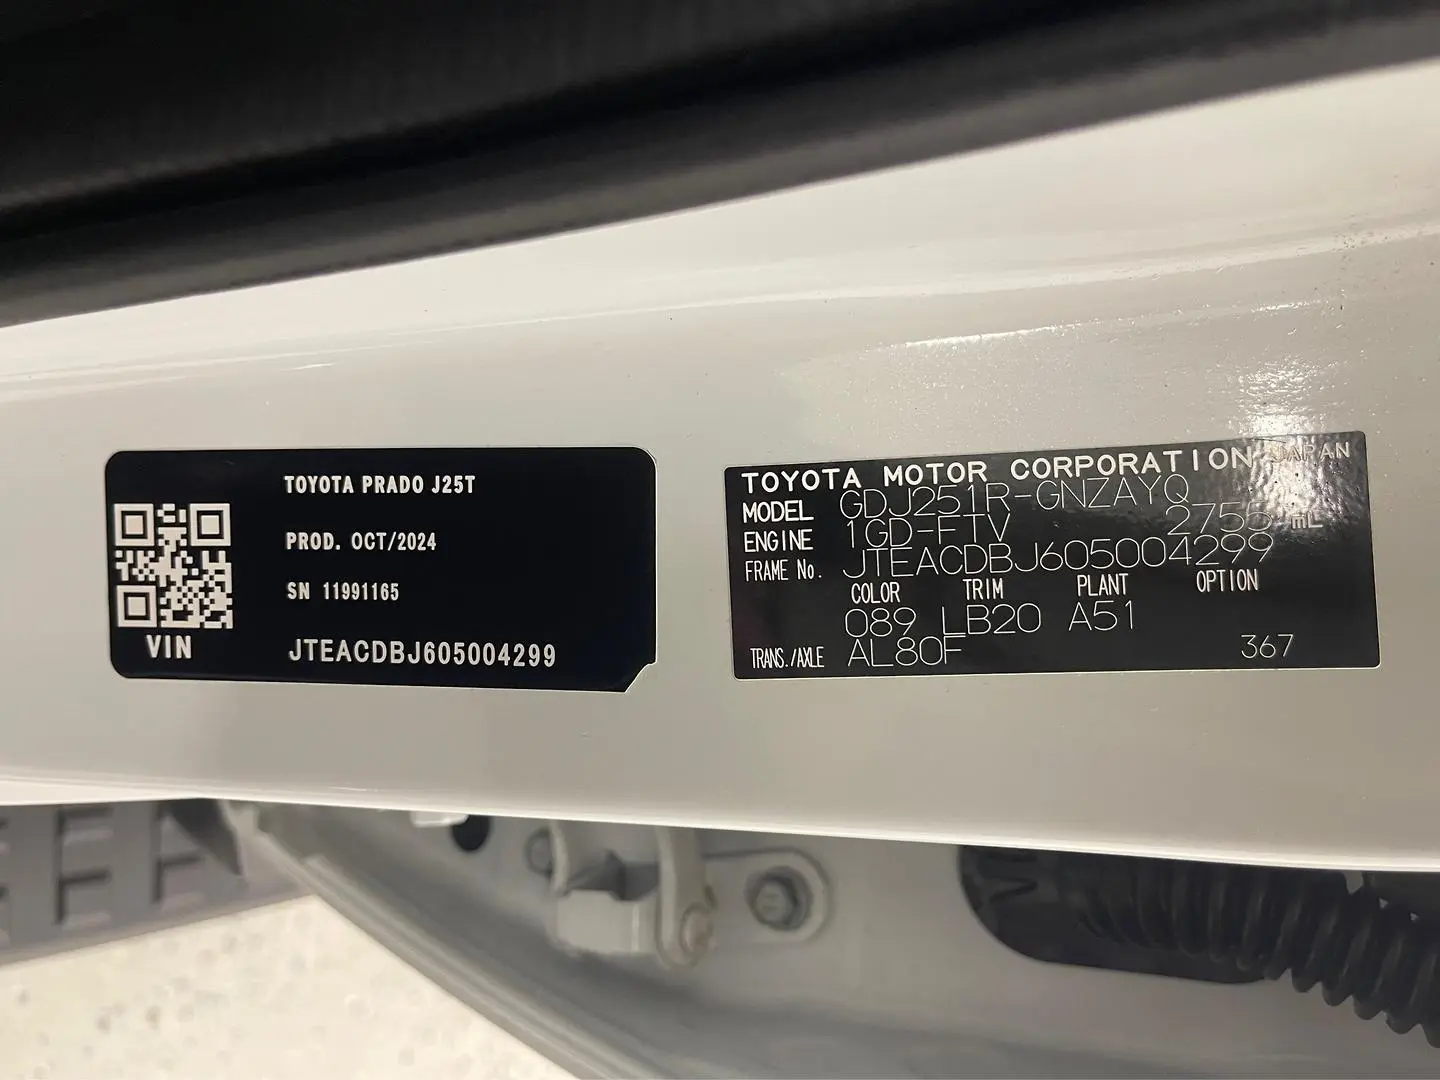 TOYOTA PRADO J25T
PROD. OCT/2024
SN 11991165
VIN JTEACDBJ605004299
TOYOTA MOTOR CORPORATION JAPAN
MODEL GDJ251R-GNZAYQ
ENGINE 1GD-FTV 2755 mL
FRAME No. JTEACDBJ605004299
COLOR TRIM PLANT OPTION
089 LB20 A51
TRANS./AXLE AL80F 367